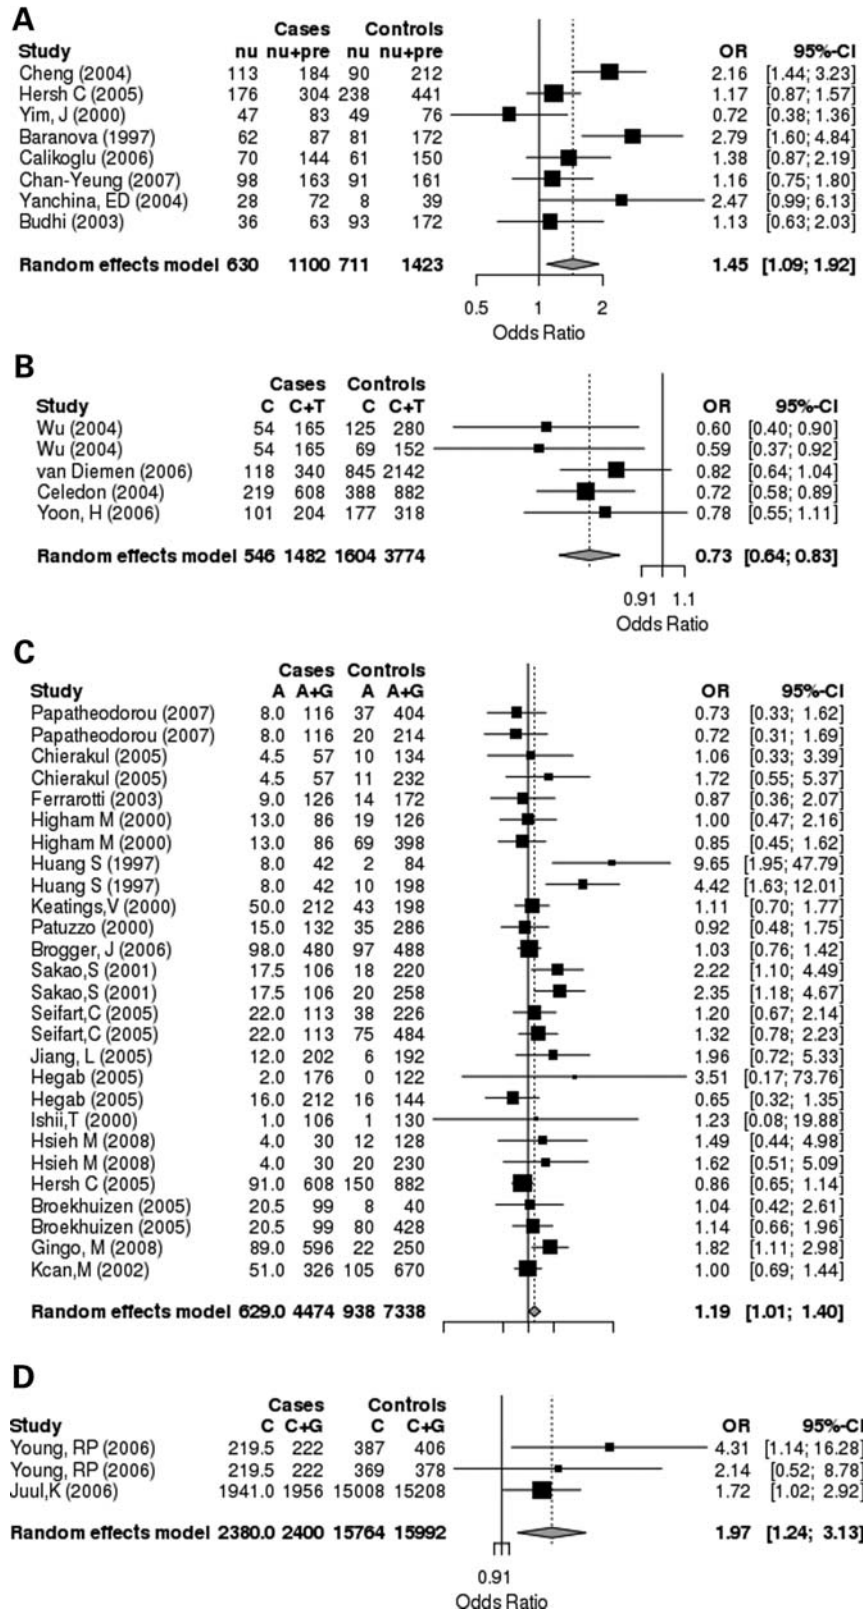 A
Cases Controls
Study nu nu+pre nu nu+pre OR 95%-CI
Cheng (2004) 113 184 90 212 2.16 [1.44; 3.23]
Hersh C (2005) 176 304 238 441 1.17 [0.87; 1.57]
Yim, J (2000) 47 83 49 76 0.72 [0.38; 1.36]
Baranova (1997) 62 87 81 172 2.79 [1.60; 4.84]
Calikoglu (2006) 70 144 61 150 1.38 [0.87; 2.19]
Chan-Yeung (2007) 98 163 91 161 1.16 [0.75; 1.80]
Yanchina, ED (2004) 28 72 8 39 2.47 [0.99; 6.13]
Budhi (2003) 36 63 93 172 1.13 [0.63; 2.03]
Random effects model 630 1100 711 1423 1.45 [1.09; 1.92]
0.5 1 2
Odds Ratio
B
Cases Controls
Study C C+T C C+T OR 95%-CI
Wu (2004) 54 165 125 280 0.60 [0.40; 0.90]
Wu (2004) 54 165 69 152 0.59 [0.37; 0.92]
van Diemen (2006) 118 340 845 2142 0.82 [0.64; 1.04]
Celedon (2004) 219 608 388 882 0.72 [0.58; 0.89]
Yoon, H (2006) 101 204 177 318 0.78 [0.55; 1.11]
Random effects model 546 1482 1604 3774 0.73 [0.64; 0.83]
0.91 1.1
Odds Ratio
C
Cases Controls
Study A A+G A A+G OR 95%-CI
Papatheodorou (2007) 8.0 116 37 404 0.73 [0.33; 1.62]
Papatheodorou (2007) 8.0 116 20 214 0.72 [0.31; 1.69]
Chierakul (2005) 4.5 57 10 134 1.06 [0.33; 3.39]
Chierakul (2005) 4.5 57 11 232 1.72 [0.55; 5.37]
Ferrarotti (2003) 9.0 126 14 172 0.87 [0.36; 2.07]
Higham M (2000) 13.0 86 19 126 1.00 [0.47; 2.16]
Higham M (2000) 13.0 86 69 398 0.85 [0.45; 1.62]
Huang S (1997) 8.0 42 2 84 9.65 [1.95; 47.79]
Huang S (1997) 8.0 42 10 198 4.42 [1.63; 12.01]
Keatings,V (2000) 50.0 212 43 198 1.11 [0.70; 1.77]
Patuzzo (2000) 15.0 132 35 286 0.92 [0.48; 1.75]
Brogger, J (2006) 98.0 480 97 488 1.03 [0.76; 1.42]
Sakao,S (2001) 17.5 106 18 220 2.22 [1.10; 4.49]
Sakao,S (2001) 17.5 106 20 258 2.35 [1.18; 4.67]
Seifart,C (2005) 22.0 113 38 226 1.20 [0.67; 2.14]
Seifart,C (2005) 22.0 113 75 484 1.32 [0.78; 2.23]
Jiang, L (2005) 12.0 202 6 192 1.96 [0.72; 5.33]
Hegab (2005) 2.0 176 0 122 3.51 [0.17; 73.76]
Hegab (2005) 16.0 212 16 144 0.65 [0.32; 1.35]
Ishii,T (2000) 1.0 106 1 130 1.23 [0.08; 19.88]
Hsieh M (2008) 4.0 30 12 128 1.49 [0.44; 4.98]
Hsieh M (2008) 4.0 30 20 230 1.62 [0.51; 5.09]
Hersh C (2005) 91.0 608 150 882 0.86 [0.65; 1.14]
Broekhuizen (2005) 20.5 99 8 40 1.04 [0.42; 2.61]
Broekhuizen (2005) 20.5 99 80 428 1.14 [0.66; 1.96]
Gingo, M (2008) 89.0 596 22 250 1.82 [1.11; 2.98]
Kcan,M (2002) 51.0 326 105 670 1.00 [0.69; 1.44]
Random effects model 629.0 4474 938 7338 1.19 [1.01; 1.40]
D
Cases Controls
Study C C+G C C+G OR 95%-CI
Young, RP (2006) 219.5 222 387 406 4.31 [1.14; 16.28]
Young, RP (2006) 219.5 222 369 378 2.14 [0.52; 8.78]
Juul,K (2006) 1941.0 1956 15008 15208 1.72 [1.02; 2.92]
Random effects model 2380.0 2400 15764 15992 1.97 [1.24; 3.13]
0.91
Odds Ratio